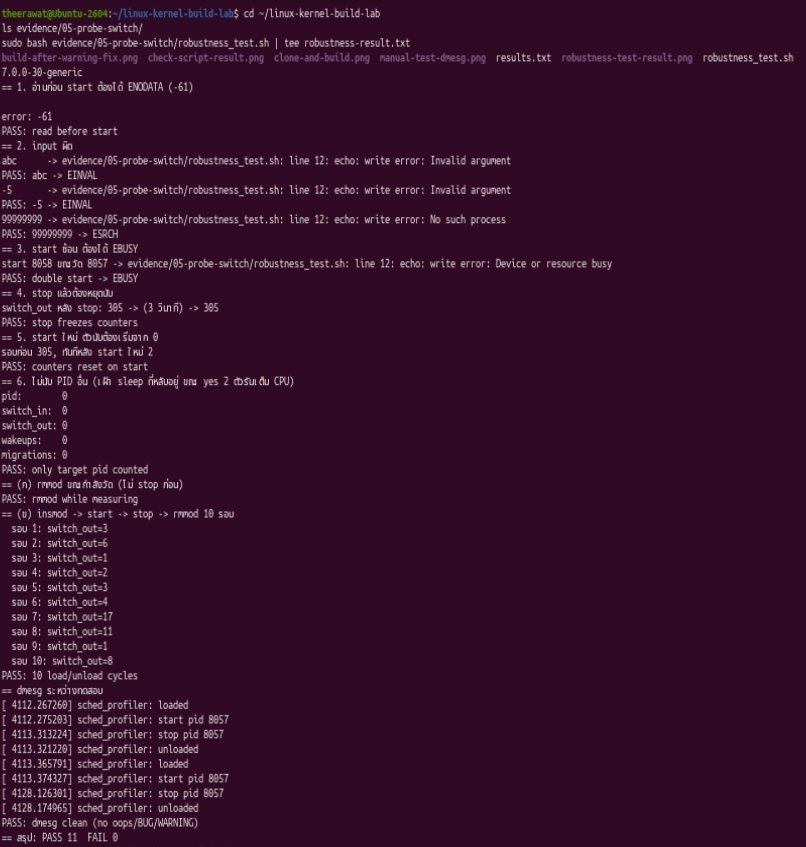 theerawat@Ubuntu-2604:~/linux-kernel-build-lab$ cd ~/linux-kernel-build-lab
ls evidence/05-probe-switch/
sudo bash evidence/05-probe-switch/robustness_test.sh | tee robustness-result.txt
build-after-warning-fix.png  check-script-result.png  clone-and-build.png  manual-test-dmesg.png  results.txt  robustness-test-result.png  robustness_test.sh
7.0.0-30-generic
== 1. อ่านก่อน start ต้องได้ ENODATA (-61)

error: -61
PASS: read before start
== 2. input ผิด
abc      -> evidence/05-probe-switch/robustness_test.sh: line 12: echo: write error: Invalid argument
PASS: abc -> EINVAL
-5       -> evidence/05-probe-switch/robustness_test.sh: line 12: echo: write error: Invalid argument
PASS: -5 -> EINVAL
99999999 -> evidence/05-probe-switch/robustness_test.sh: line 12: echo: write error: No such process
PASS: 99999999 -> ESRCH
== 3. start ซ้อน ต้องได้ EBUSY
start 8058 ขณะวัด 8057 -> evidence/05-probe-switch/robustness_test.sh: line 12: echo: write error: Device or resource busy
PASS: double start -> EBUSY
== 4. stop แล้วต้องหยุดนับ
switch_out หลัง stop: 305 -> (3 วินาที) -> 305
PASS: stop freezes counters
== 5. start ใหม่ ตัวนับต้องเริ่มจาก 0
รอบก่อน 305, ทันทีหลัง start ใหม่ 2
PASS: counters reset on start
== 6. ไม่นับ PID อื่น (เฝ้า sleep ที่หลับอยู่ ขณะ yes 2 ตัวรันเต็ม CPU)
pid:        0
switch_in:  0
switch_out: 0
wakeups:    0
migrations: 0
PASS: only target pid counted
== (ก) rmmod ขณะกำลังวัด (ไม่ stop ก่อน)
PASS: rmmod while measuring
== (ข) insmod -> start -> stop -> rmmod 10 รอบ
  รอบ 1: switch_out=3
  รอบ 2: switch_out=6
  รอบ 3: switch_out=1
  รอบ 4: switch_out=2
  รอบ 5: switch_out=3
  รอบ 6: switch_out=4
  รอบ 7: switch_out=17
  รอบ 8: switch_out=11
  รอบ 9: switch_out=1
  รอบ 10: switch_out=8
PASS: 10 load/unload cycles
== dmesg ระหว่างทดสอบ
[ 4112.267260] sched_profiler: loaded
[ 4112.275203] sched_profiler: start pid 8057
[ 4113.313224] sched_profiler: stop pid 8057
[ 4113.321220] sched_profiler: unloaded
[ 4113.365791] sched_profiler: loaded
[ 4113.374327] sched_profiler: start pid 8057
[ 4128.126301] sched_profiler: stop pid 8057
[ 4128.174965] sched_profiler: unloaded
PASS: dmesg clean (no oops/BUG/WARNING)
== สรุป: PASS 11  FAIL 0